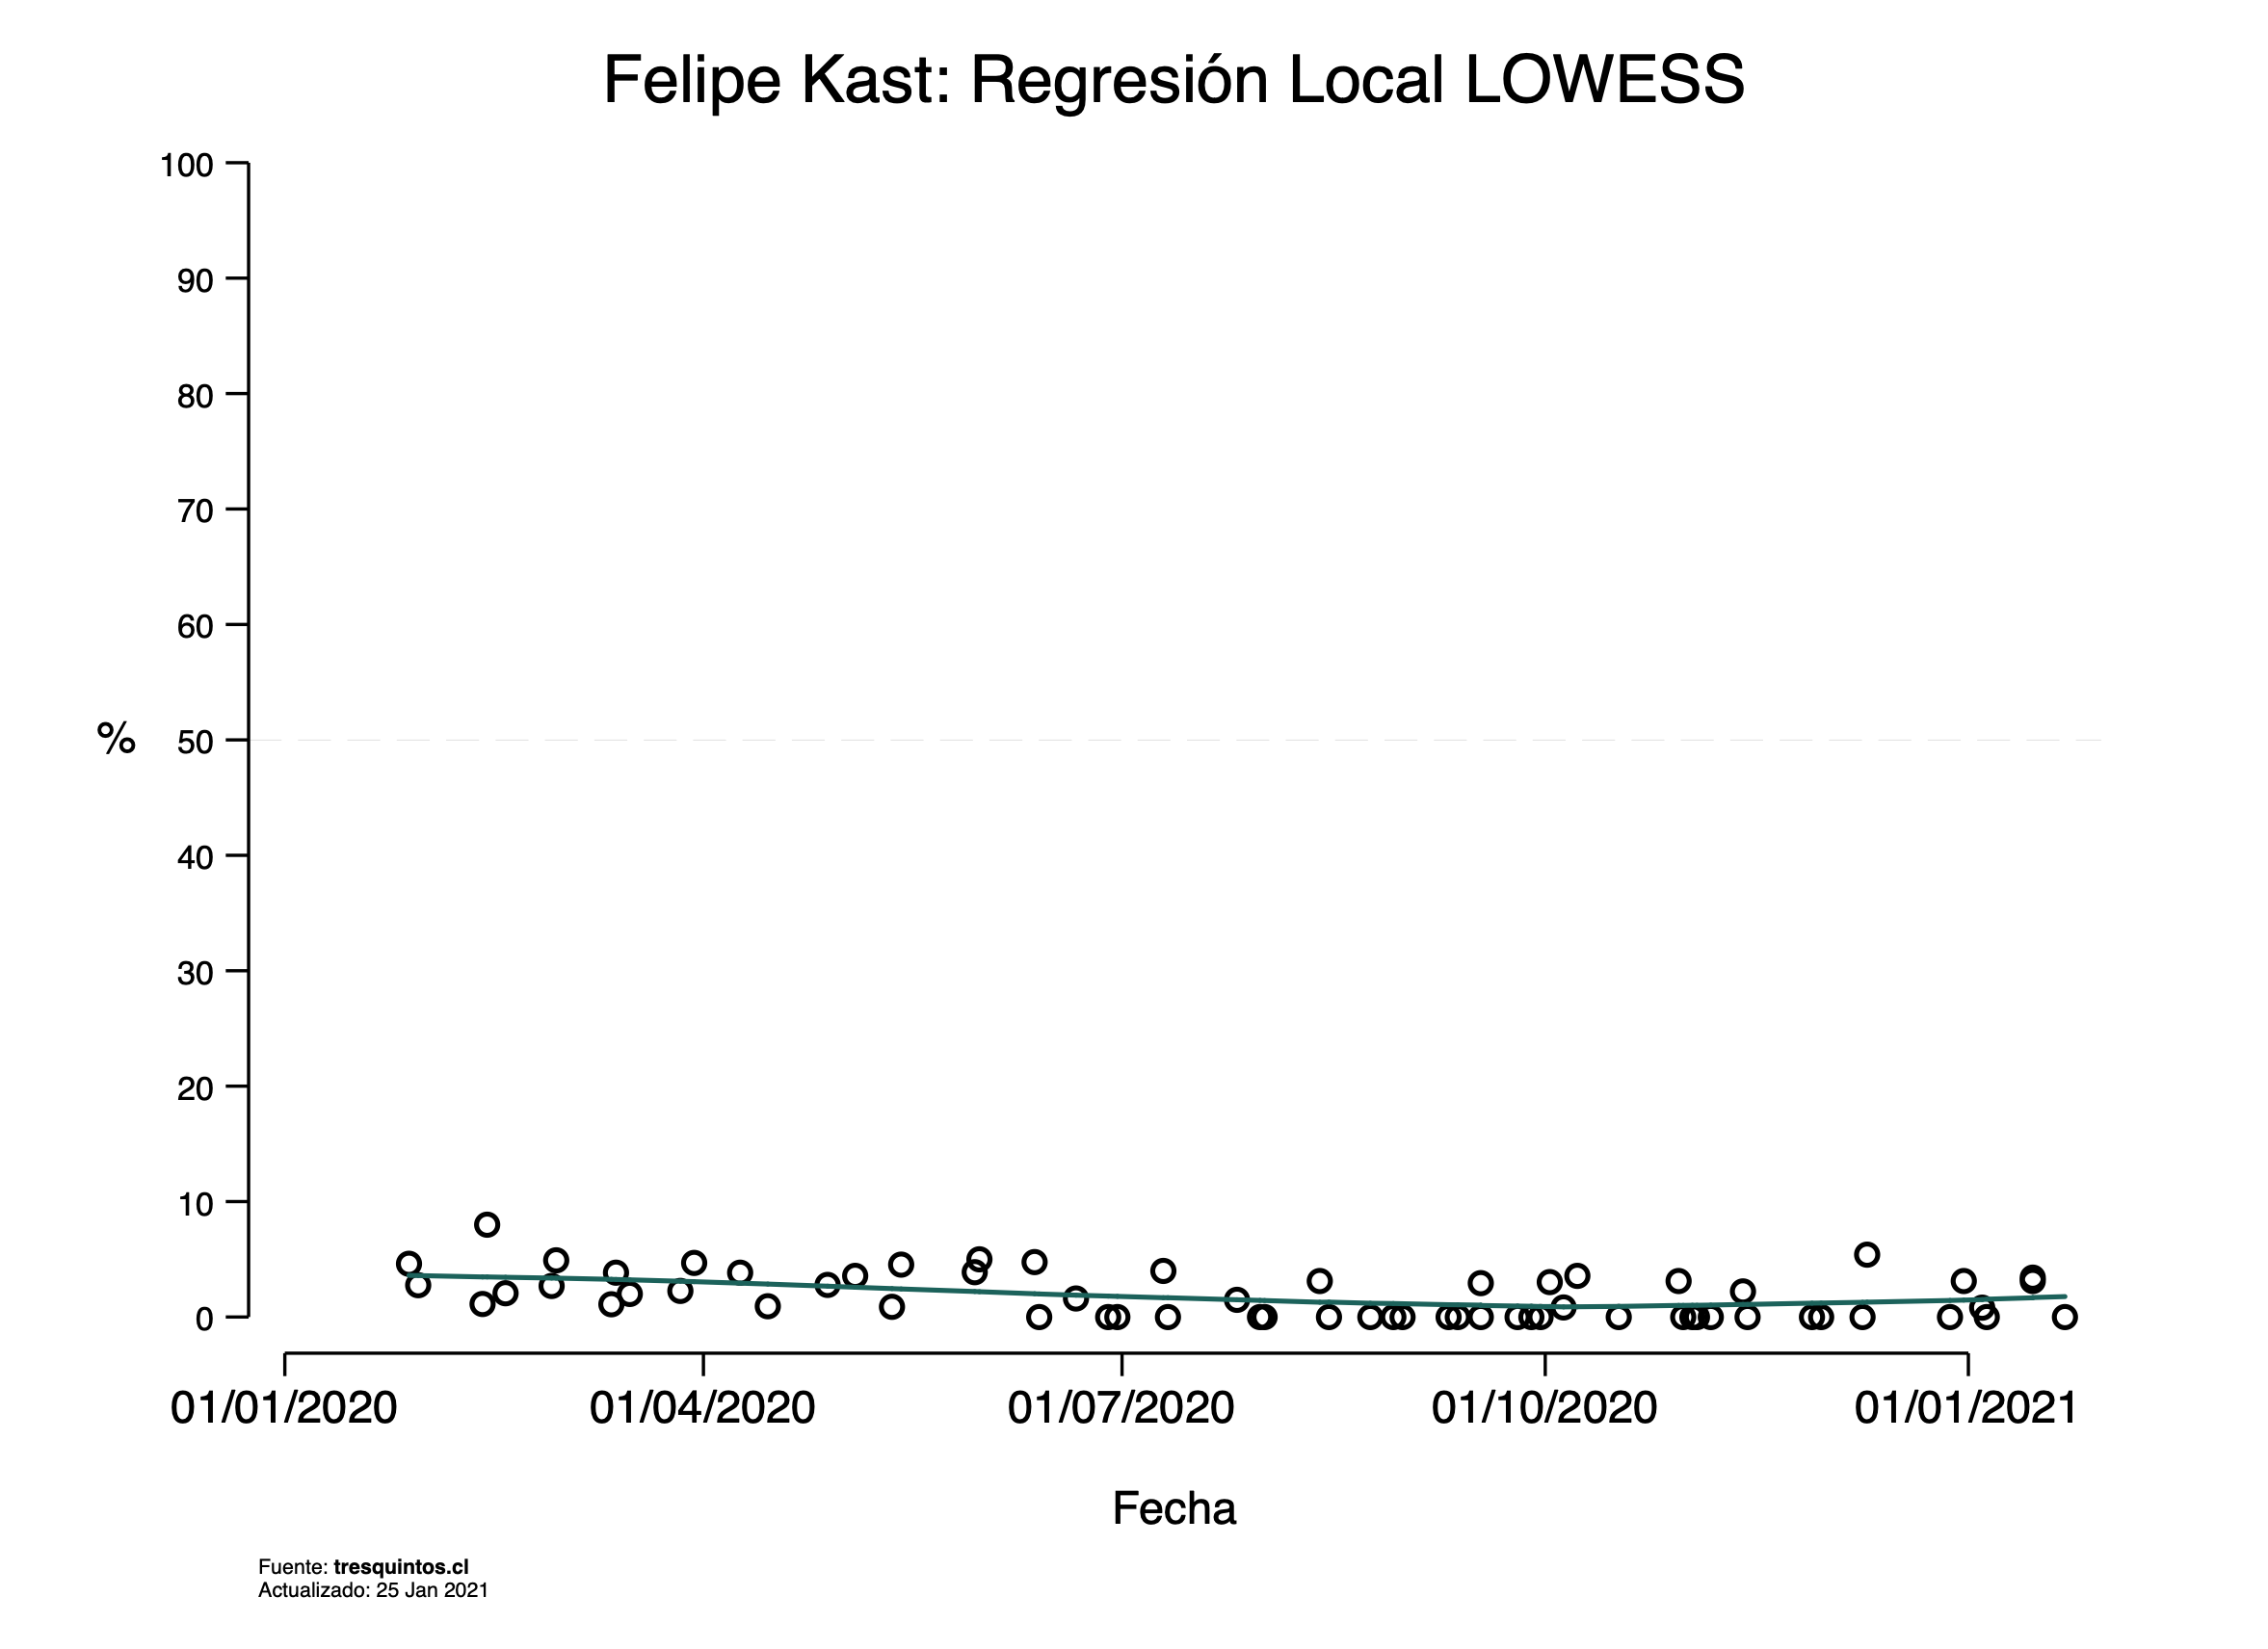 Felipe Kast: Regresión Local LOWESS
100
90
80
70
60
% 50
40
30
20
10
0
01/01/2020 01/04/2020 01/07/2020 01/10/2020 01/01/2021
Fecha
Fuente: tresquintos.cl
Actualizado: 25 Jan 2021